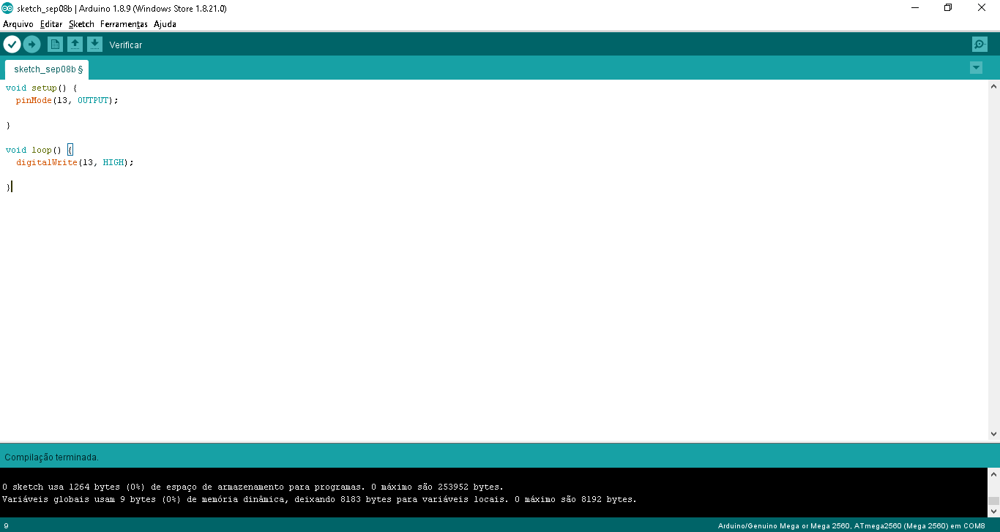 sketch_sep08b | Arduino 1.8.9 (Windows Store 1.8.21.0)
Arquivo Editar Sketch Ferramentas Ajuda
Verificar
sketch_sep08b §
void setup() {
  pinMode(13, OUTPUT);
}
void loop() {
  digitalWrite(13, HIGH);
}
Compilação terminada.
O sketch usa 1264 bytes (0%) de espaço de armazenamento para programas. O máximo são 253952 bytes.
Variáveis globais usam 9 bytes (0%) de memória dinâmica, deixando 8183 bytes para variáveis locais. O máximo são 8192 bytes.
9
Arduino/Genuino Mega or Mega 2560, ATmega2560 (Mega 2560) em COM8